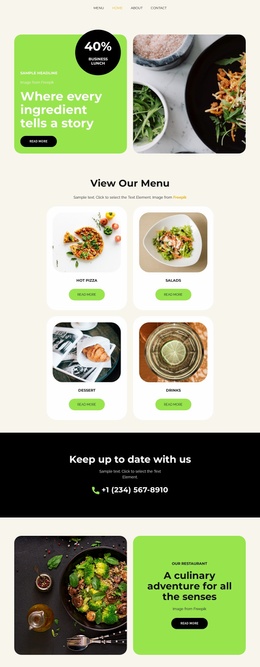 MENU HOME ABOUT CONTACT
40%
BUSINESS
LUNCH
SAMPLE HEADLINE
Image from Freepik
Where every
ingredient
tells a story
READ MORE
View Our Menu
Sample text. Click to select the Text Element. Image from Freepik
HOT PIZZA
READ MORE
SALADS
READ MORE
DESSERT
READ MORE
DRINKS
READ MORE
Keep up to date with us
Sample text. Click to select the Text
Element.
+1 (234) 567-8910
OUR RESTAURANT
A culinary
adventure for all
the senses
Image from Freepik
READ MORE